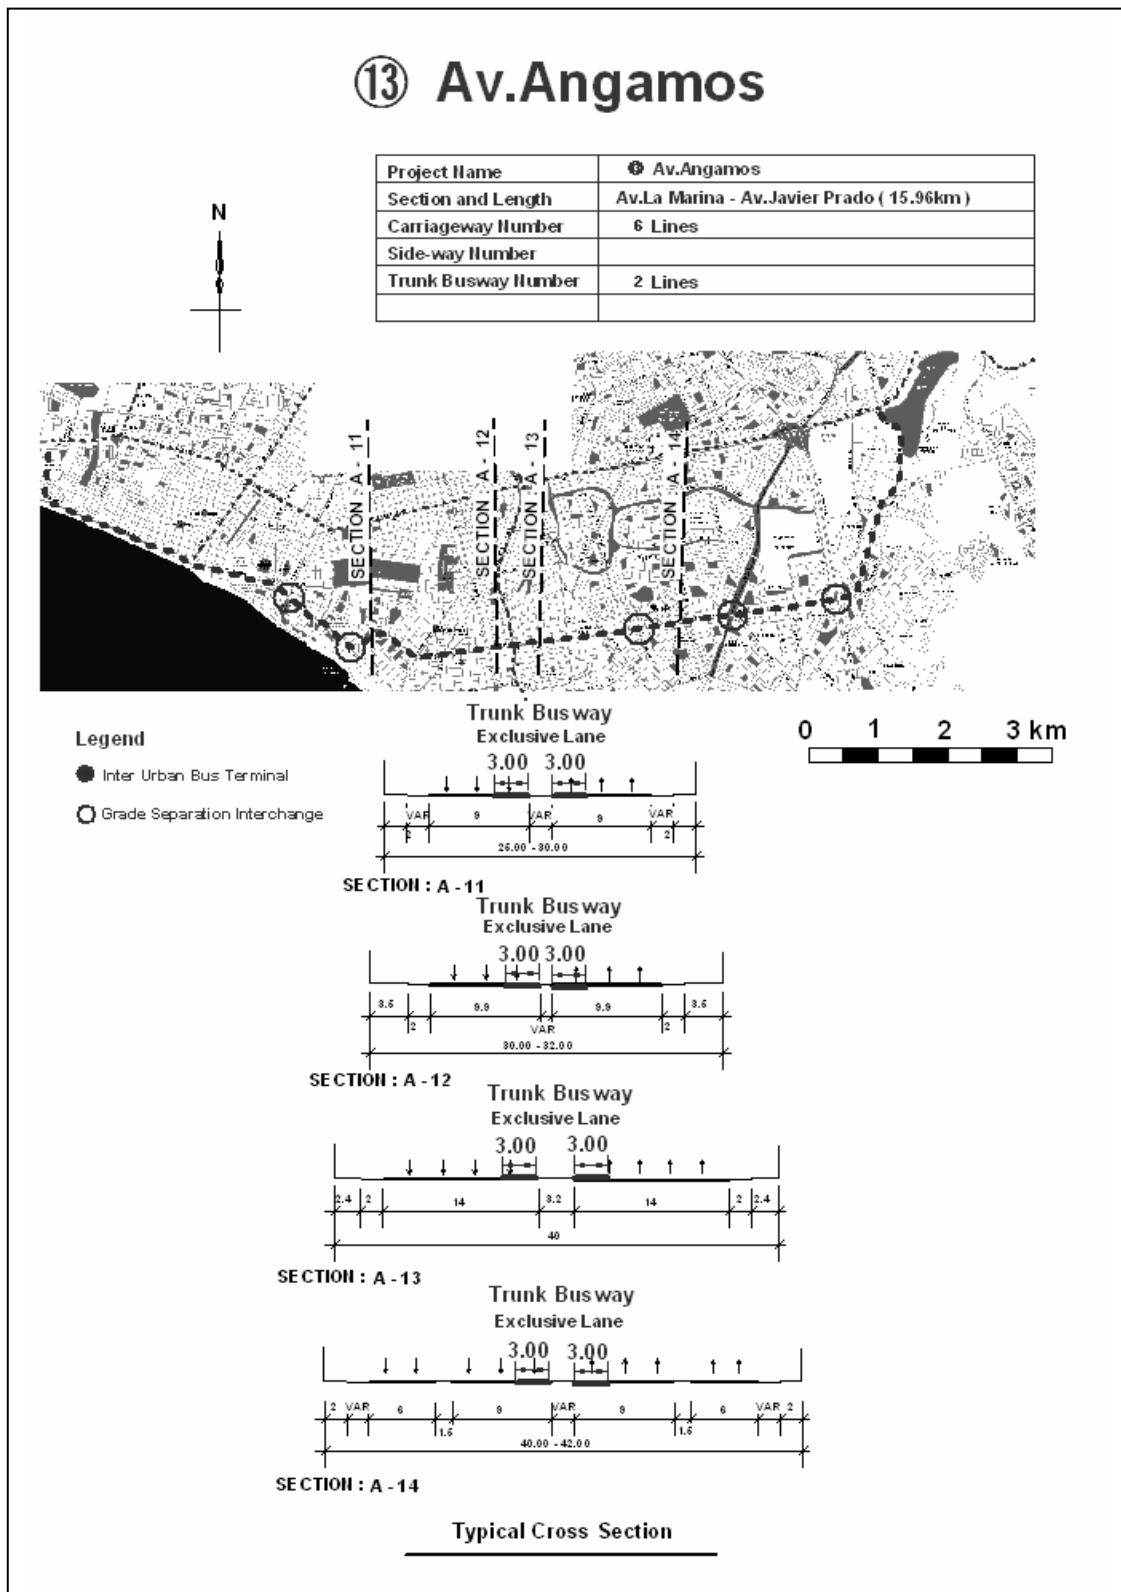 ⑬ Av.Angamos
Project Name ⑬ Av.Angamos
Section and Length Av.La Marina - Av.Javier Prado ( 15.96km )
Carriageway Number 6 Lines
Side-way Number
Trunk Busway Number 2 Lines
N
SECTION A - 11
SECTION A - 12
SECTION A - 13
SECTION A - 14
Legend
Inter Urban Bus Terminal
Grade Separation Interchange
0 1 2 3 km
Trunk Busway
Exclusive Lane
3.00 3.00
VAR 9 VAR 9 VAR
2 2
25.00 - 30.00
SECTION : A - 11
Trunk Busway
Exclusive Lane
3.00 3.00
3.5 9.9 9.9 3.5
2 VAR 2
30.00 - 32.00
SECTION : A - 12
Trunk Busway
Exclusive Lane
3.00 3.00
2.4 2 14 3.2 14 2 2.4
40
SECTION : A - 13
Trunk Busway
Exclusive Lane
3.00 3.00
2 VAR 6 9 VAR 9 6 VAR 2
1.5 1.5
40.00 - 42.00
SECTION : A - 14
Typical Cross Section